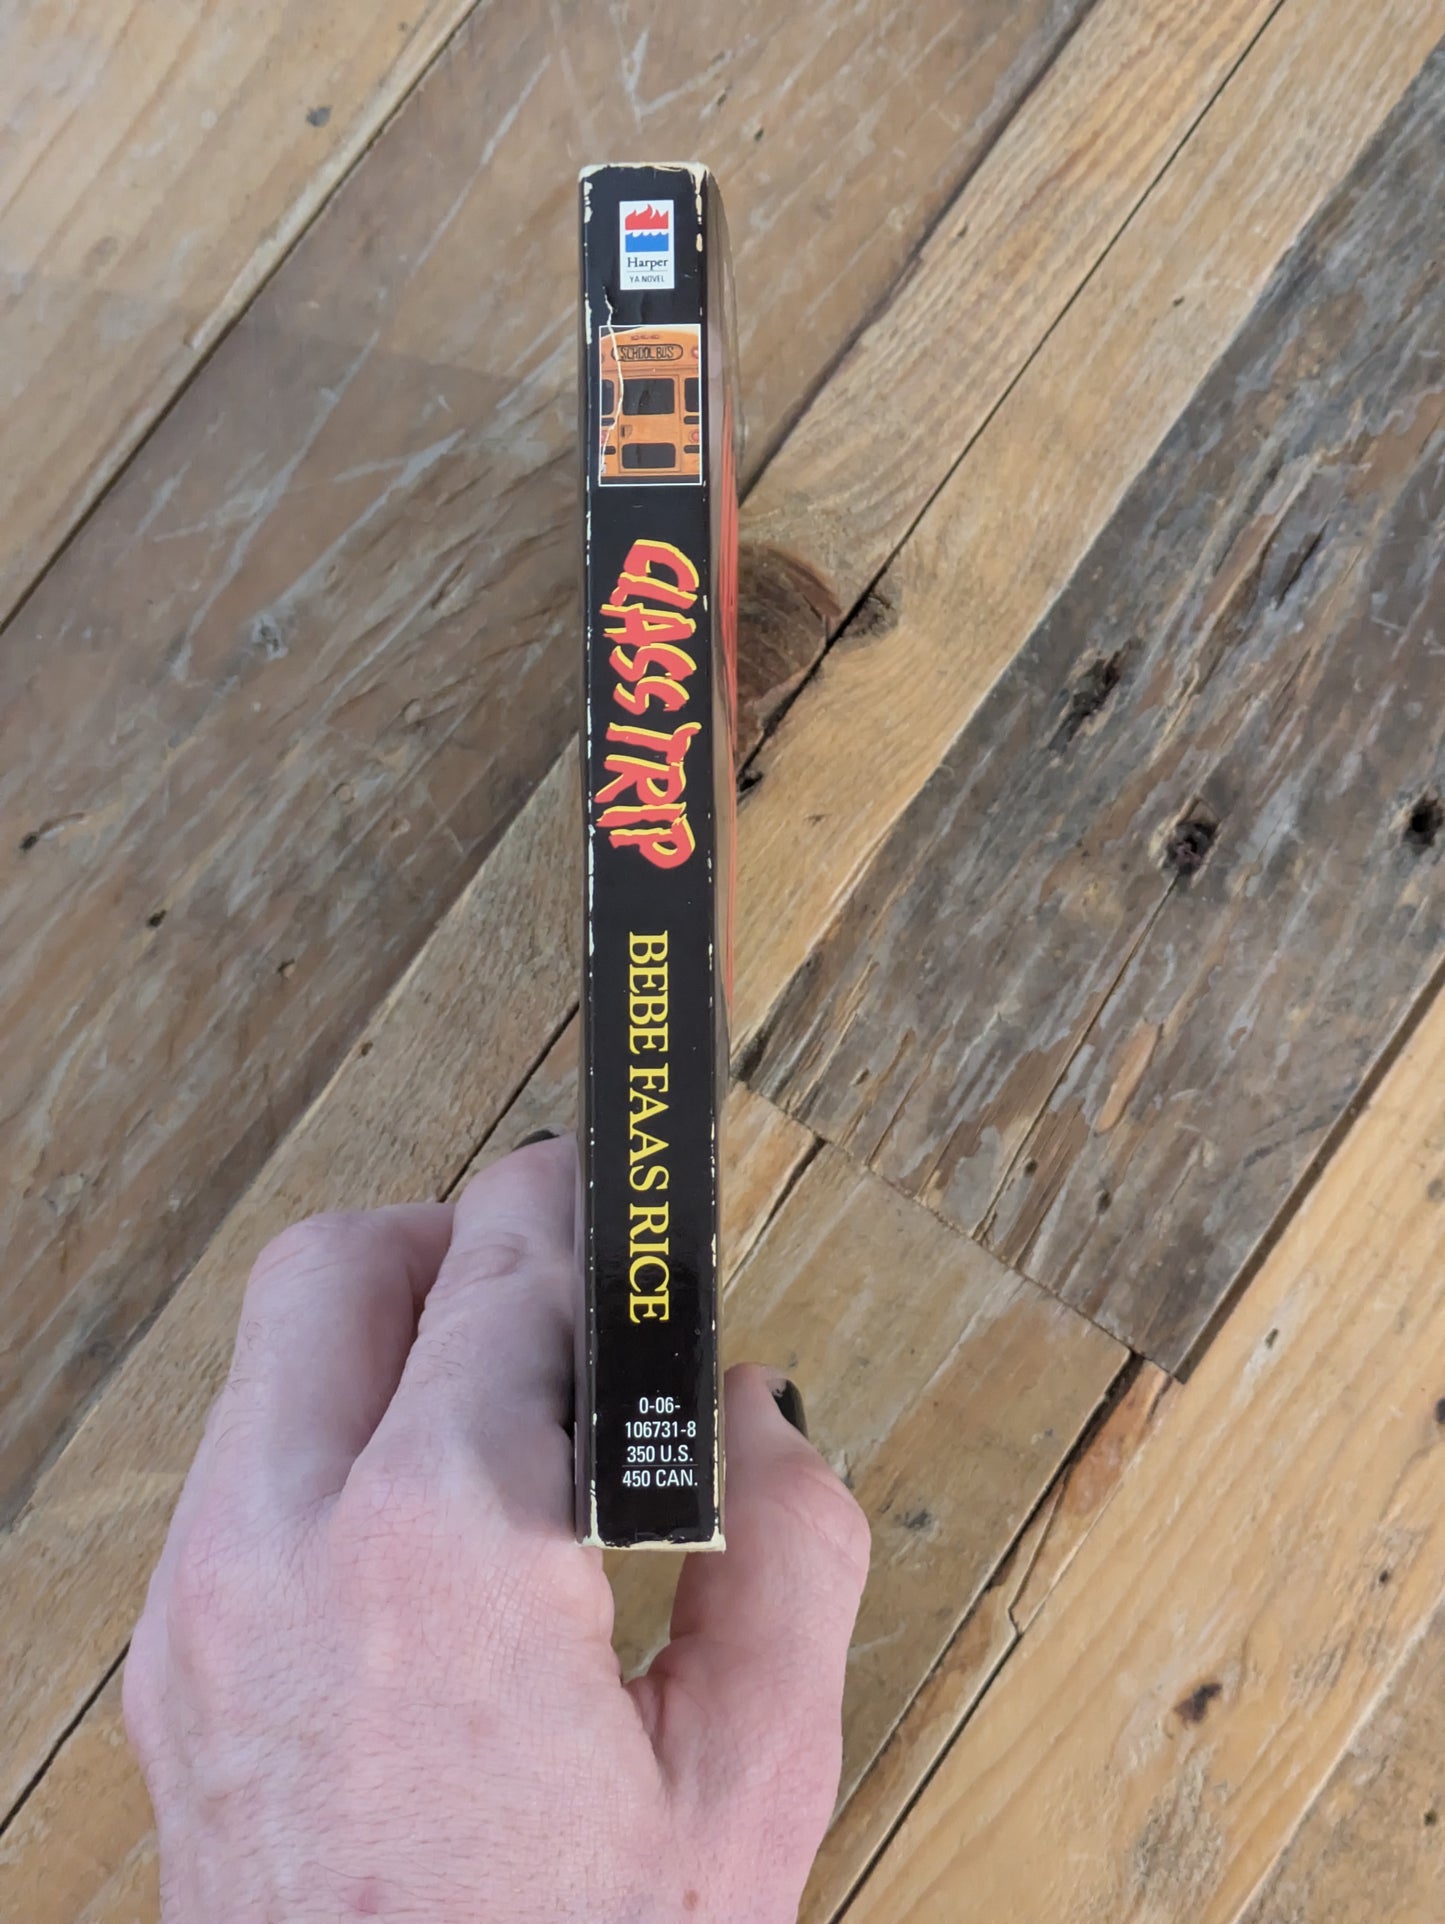 Harper
YA NOVEL
SCHOOL BUS
CLASS TRIP
BEBE FAAS RICE
0-06-
106731-8
350 U.S.
450 CAN.